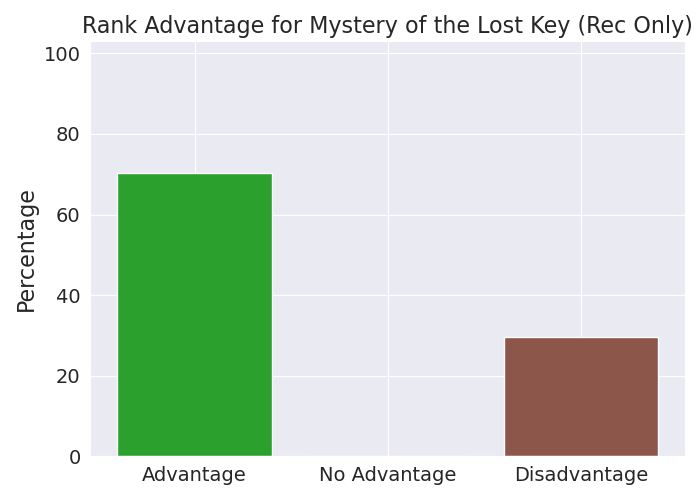 Rank Advantage for Mystery of the Lost Key (Rec Only)
100
80
60
40
20
0
Percentage
Advantage
No Advantage
Disadvantage